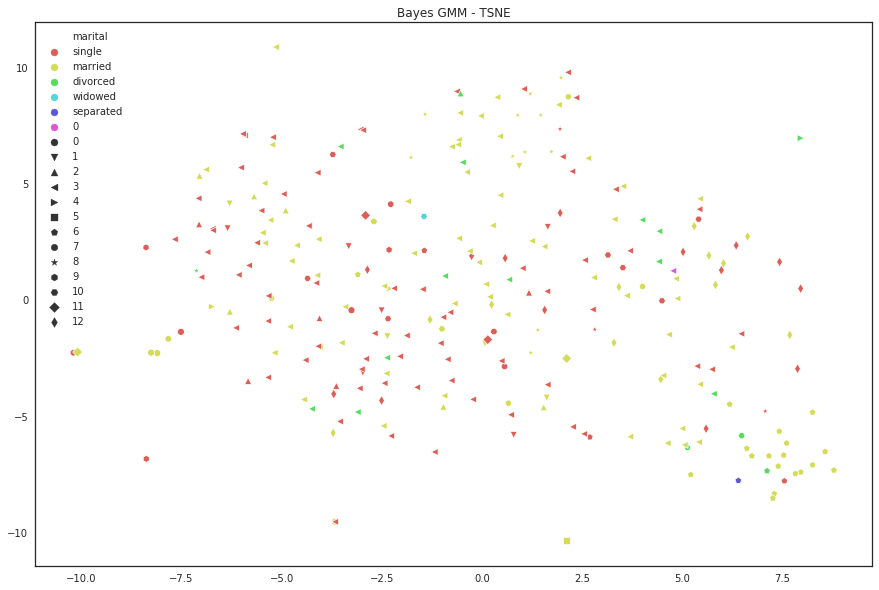 Bayes GMM - TSNE
marital
single
married
divorced
widowed
separated
0
0
1
2
3
4
5
6
7
8
9
10
11
12
10
5
0
−5
−10
−10.0 −7.5 −5.0 −2.5 0.0 2.5 5.0 7.5